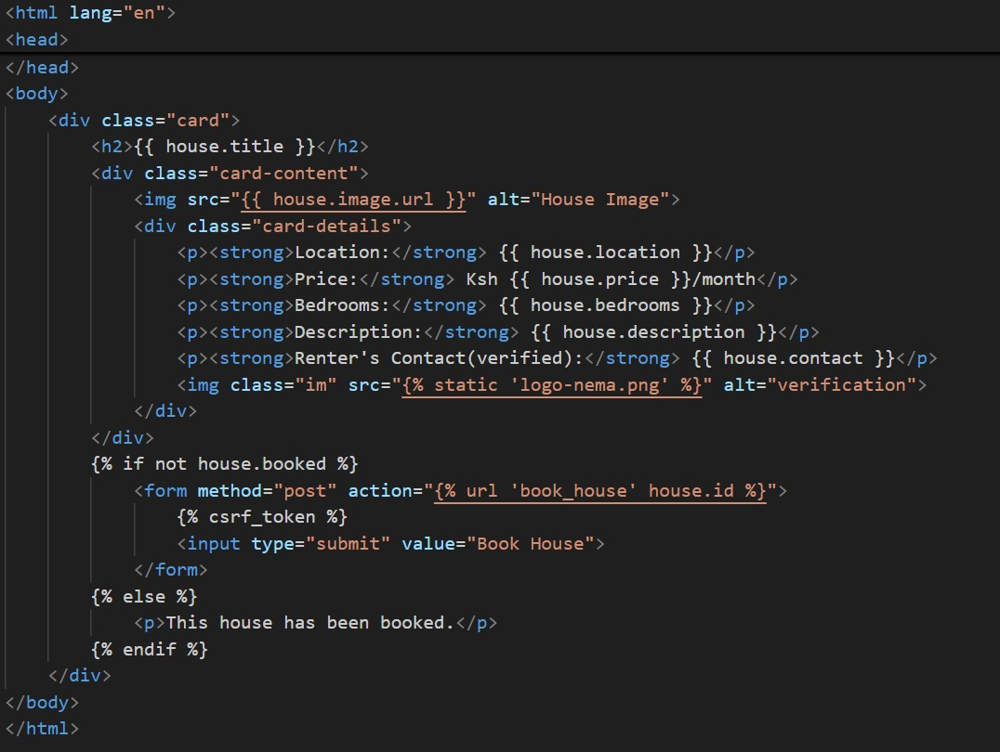 <html lang="en">
<head>
</head>
<body>
    <div class="card">
        <h2>{{ house.title }}</h2>
        <div class="card-content">
            <img src="{{ house.image.url }}" alt="House Image">
            <div class="card-details">
                <p><strong>Location:</strong> {{ house.location }}</p>
                <p><strong>Price:</strong> Ksh {{ house.price }}/month</p>
                <p><strong>Bedrooms:</strong> {{ house.bedrooms }}</p>
                <p><strong>Description:</strong> {{ house.description }}</p>
                <p><strong>Renter's Contact(verified):</strong> {{ house.contact }}</p>
                <img class="im" src="{% static 'logo-nema.png' %}" alt="verification">
            </div>
        </div>
        {% if not house.booked %}
            <form method="post" action="{% url 'book_house' house.id %}">
                {% csrf_token %}
                <input type="submit" value="Book House">
            </form>
        {% else %}
            <p>This house has been booked.</p>
        {% endif %}
    </div>
</body>
</html>